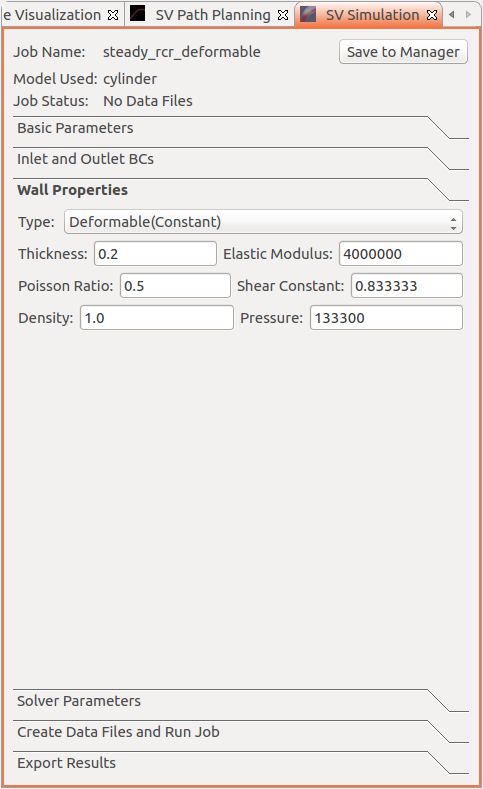 e Visualization SV Path Planning SV Simulation
Job Name: steady_rcr_deformable Save to Manager
Model Used: cylinder
Job Status: No Data Files
Basic Parameters
Inlet and Outlet BCs
Wall Properties
Type: Deformable(Constant)
Thickness: 0.2 Elastic Modulus: 4000000
Poisson Ratio: 0.5 Shear Constant: 0.833333
Density: 1.0 Pressure: 133300
Solver Parameters
Create Data Files and Run Job
Export Results